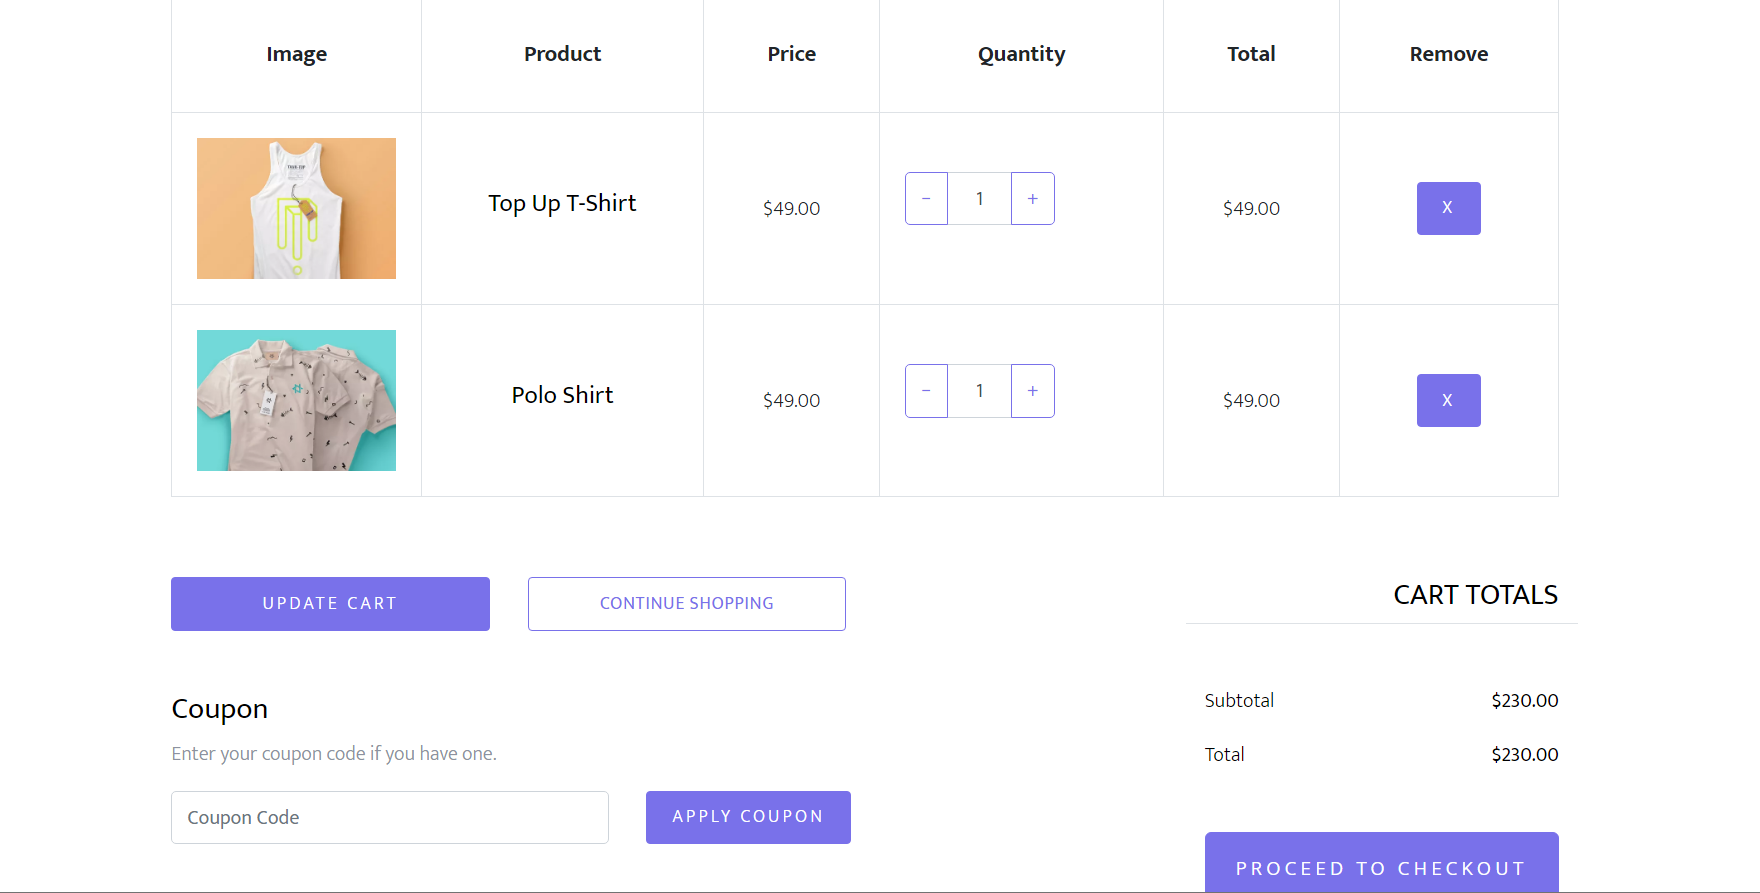 Image Product Price Quantity Total Remove
Top Up T-Shirt $49.00 − 1 + $49.00 X
Polo Shirt $49.00 − 1 + $49.00 X
UPDATE CART CONTINUE SHOPPING
CART TOTALS
Subtotal $230.00
Total $230.00
PROCEED TO CHECKOUT
Coupon
Enter your coupon code if you have one.
Coupon Code APPLY COUPON